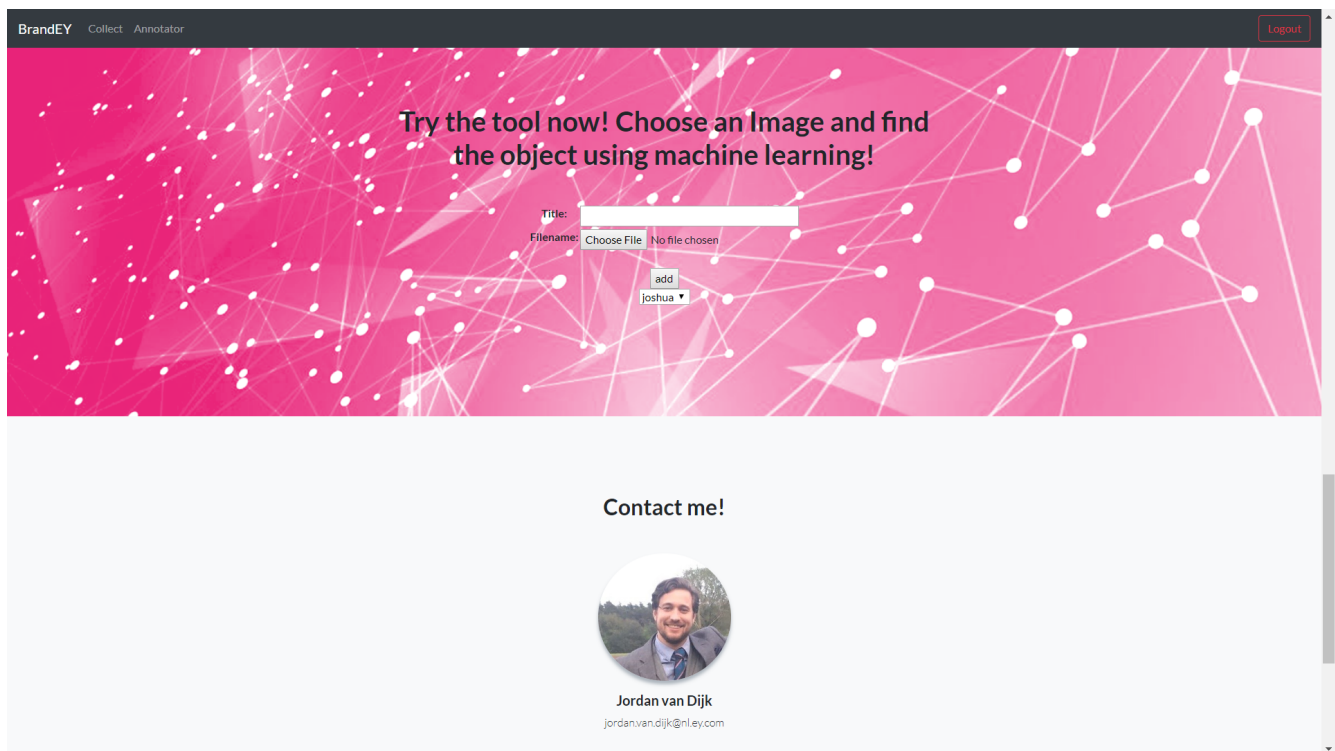 BrandEY Collect Annotator Logout
Try the tool now! Choose an Image and find
the object using machine learning!
Title:
Filename: Choose File No file chosen
add
joshua
Contact me!
Jordan van Dijk
jordan.van.dijk@nl.ey.com